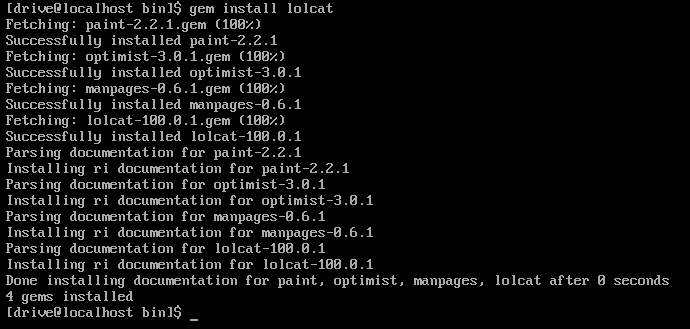 [drive@localhost bin]$ gem install lolcat
Fetching: paint-2.2.1.gem (100%)
Successfully installed paint-2.2.1
Fetching: optimist-3.0.1.gem (100%)
Successfully installed optimist-3.0.1
Fetching: manpages-0.6.1.gem (100%)
Successfully installed manpages-0.6.1
Fetching: lolcat-100.0.1.gem (100%)
Successfully installed lolcat-100.0.1
Parsing documentation for paint-2.2.1
Installing ri documentation for paint-2.2.1
Parsing documentation for optimist-3.0.1
Installing ri documentation for optimist-3.0.1
Parsing documentation for manpages-0.6.1
Installing ri documentation for manpages-0.6.1
Parsing documentation for lolcat-100.0.1
Installing ri documentation for lolcat-100.0.1
Done installing documentation for paint, optimist, manpages, lolcat after 0 seconds
4 gems installed
[drive@localhost bin]$ _